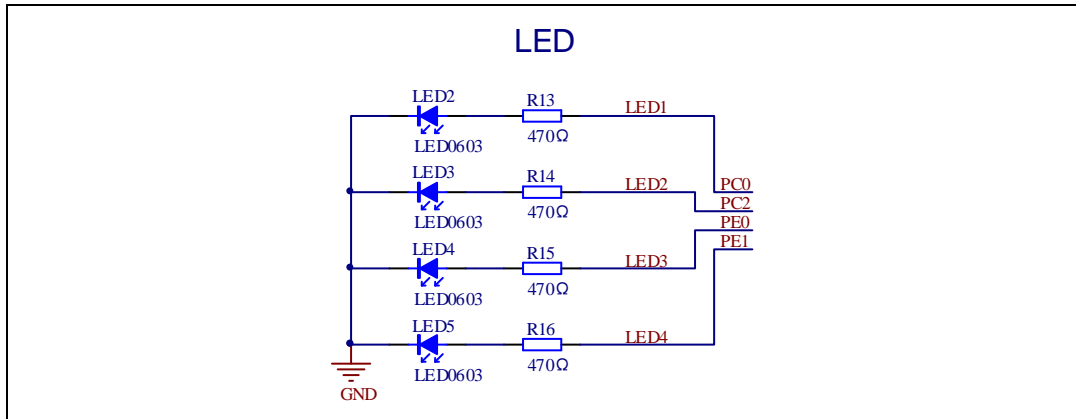 LED
LED2
R13
LED1
LED0603
470Ω
LED3
R14
LED2
PC0
LED0603
470Ω
PC2
PE0
LED4
R15
LED3
PE1
LED0603
470Ω
LED5
R16
LED4
LED0603
470Ω
GND